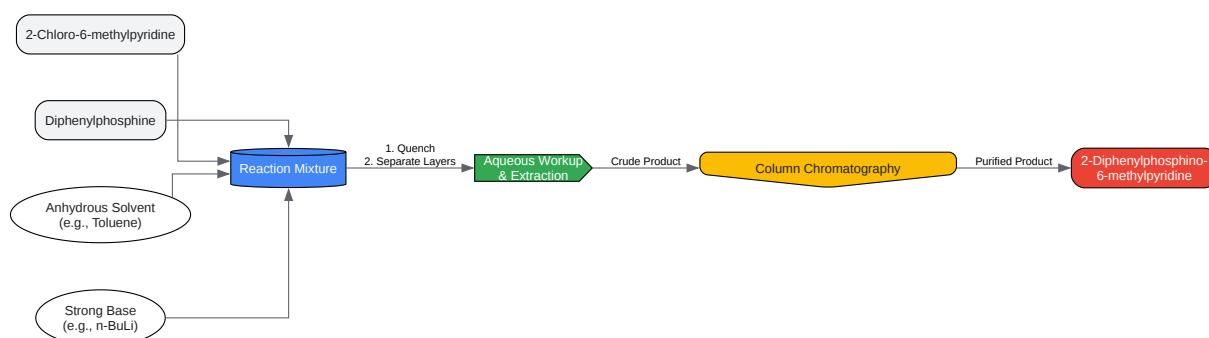 2-Chloro-6-methylpyridine
Diphenylphosphine
Anhydrous Solvent
(e.g., Toluene)
Strong Base
(e.g., n-BuLi)
Reaction Mixture
1. Quench
2. Separate Layers
Aqueous Workup
& Extraction
Crude Product
Column Chromatography
Purified Product
2-Diphenylphosphino-
6-methylpyridine